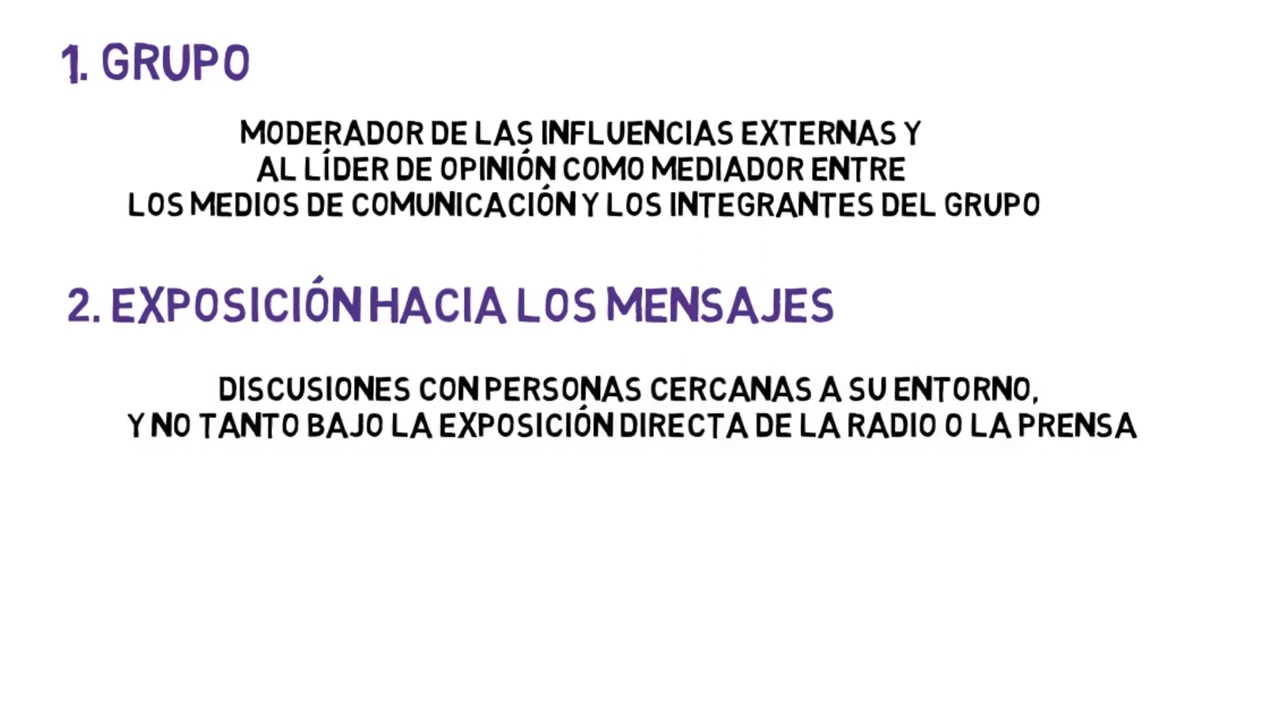 1. GRUPO
MODERADOR DE LAS INFLUENCIAS EXTERNAS Y
AL LÍDER DE OPINIÓN COMO MEDIADOR ENTRE
LOS MEDIOS DE COMUNICACIÓN Y LOS INTEGRANTES DEL GRUPO
2. EXPOSICIÓN HACIA LOS MENSAJES
DISCUSIONES CON PERSONAS CERCANAS A SU ENTORNO,
Y NO TANTO BAJO LA EXPOSICIÓN DIRECTA DE LA RADIO O LA PRENSA